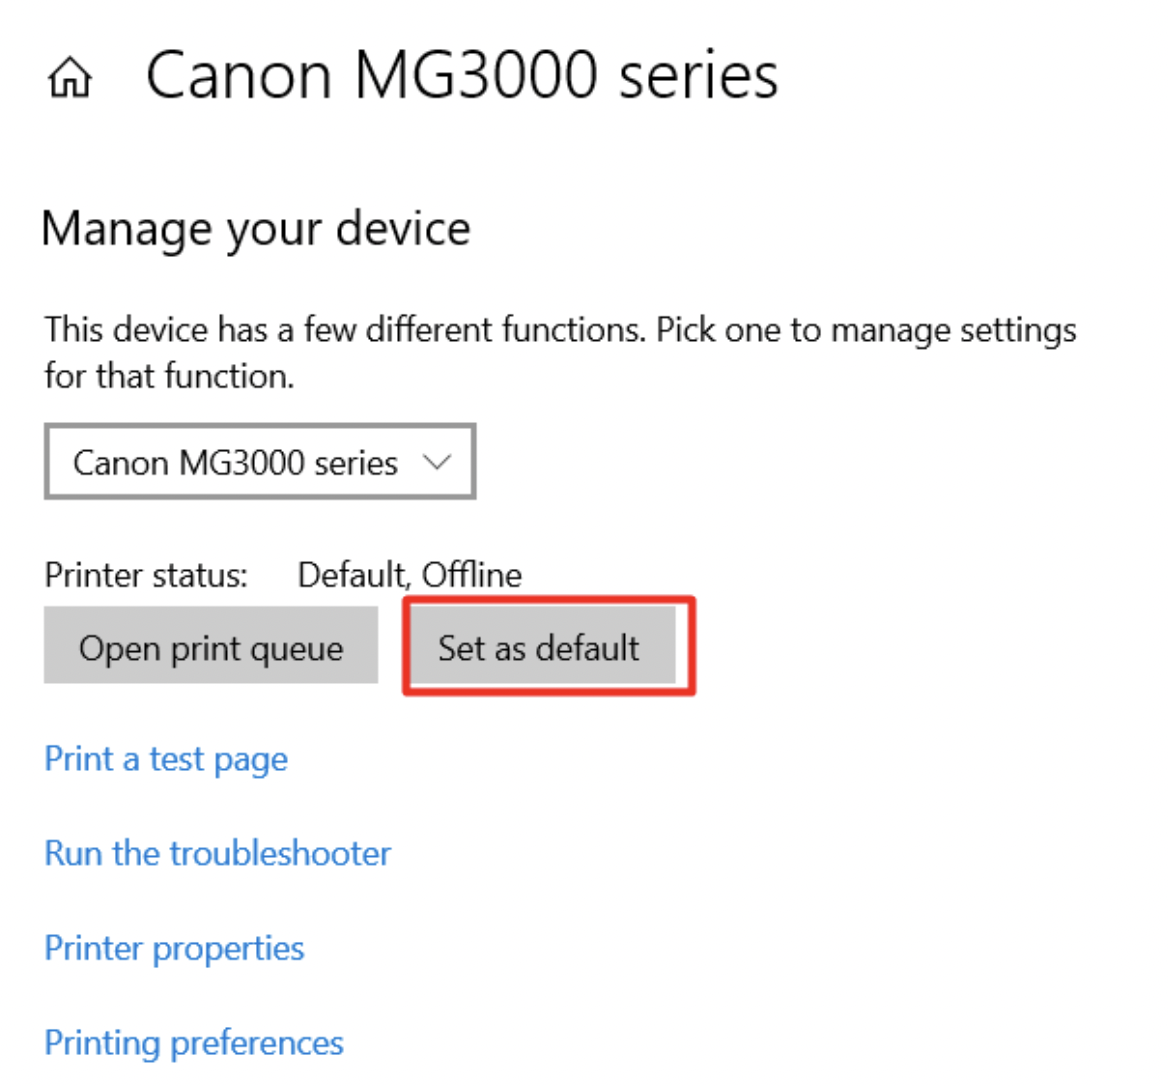 Canon MG3000 series
Manage your device
This device has a few different functions. Pick one to manage settings
for that function.
Canon MG3000 series
Printer status: Default, Offline
Open print queue Set as default
Print a test page
Run the troubleshooter
Printer properties
Printing preferences